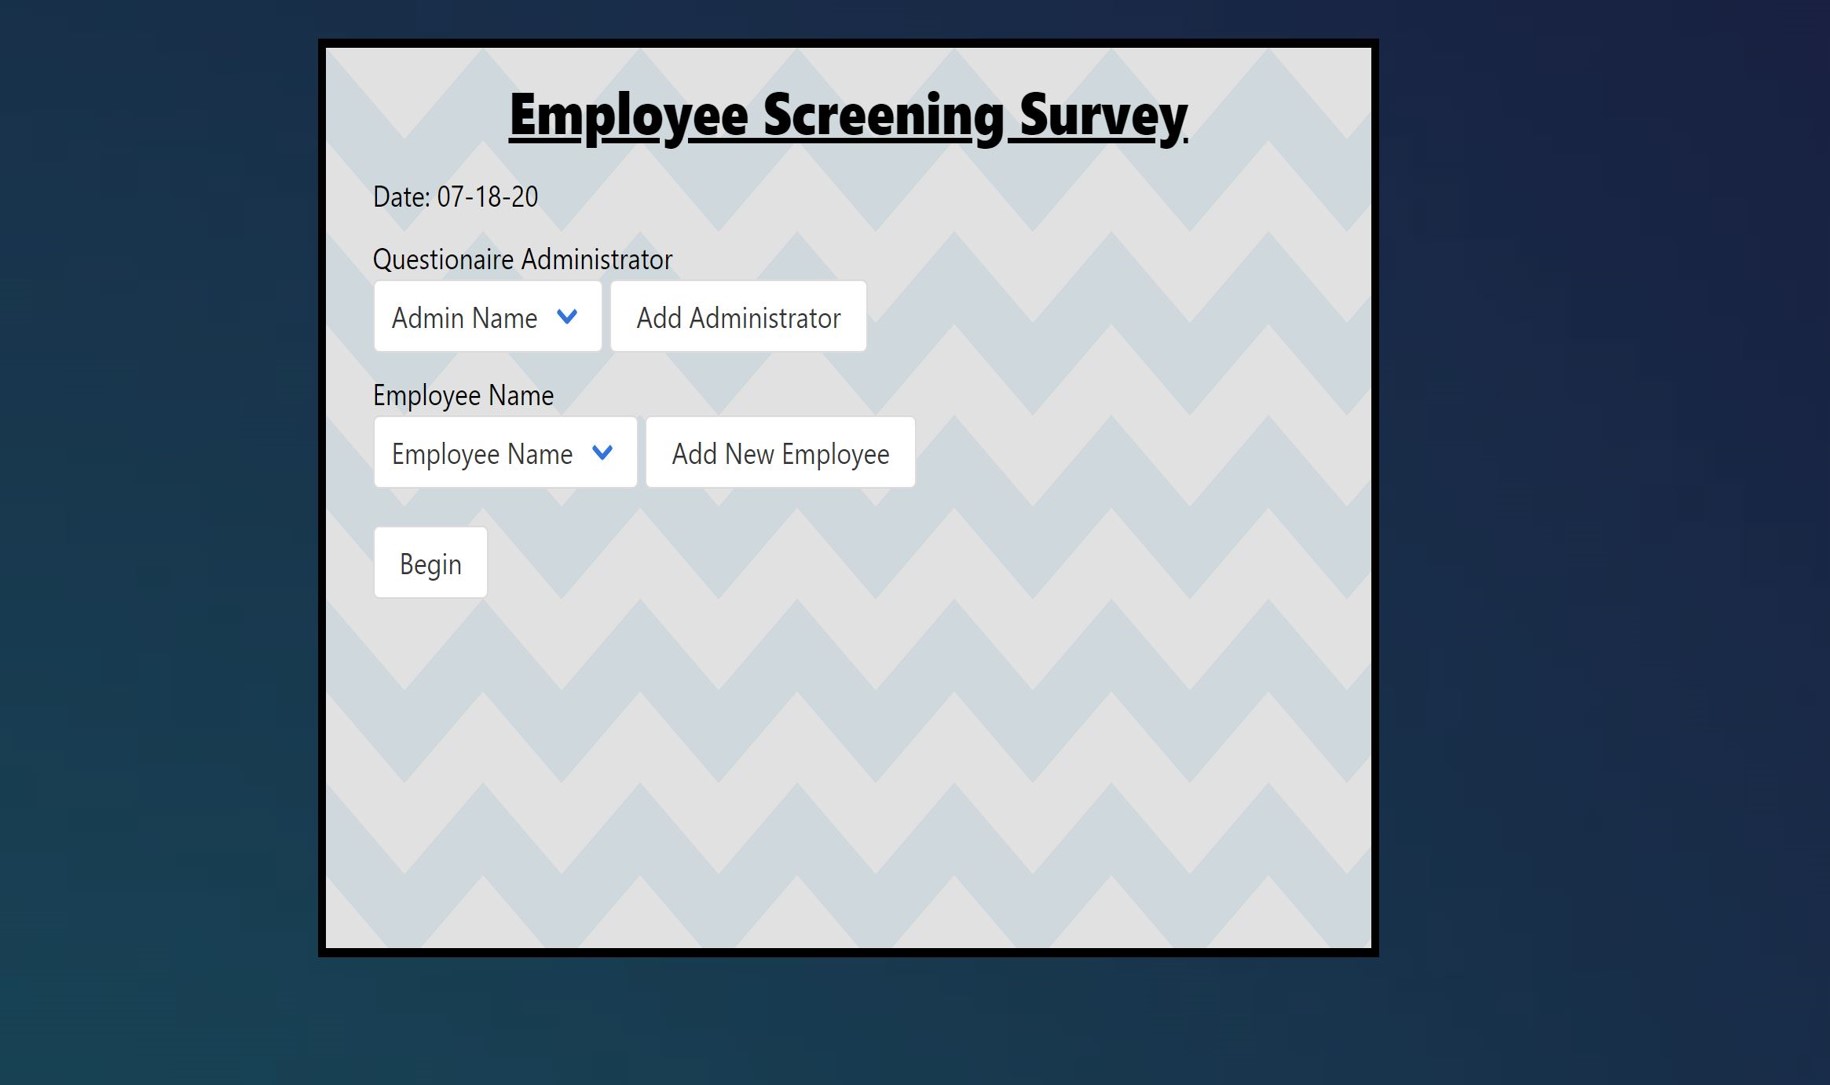 Employee Screening Survey
Date: 07-18-20
Questionaire Administrator
Admin Name Add Administrator
Employee Name
Employee Name Add New Employee
Begin